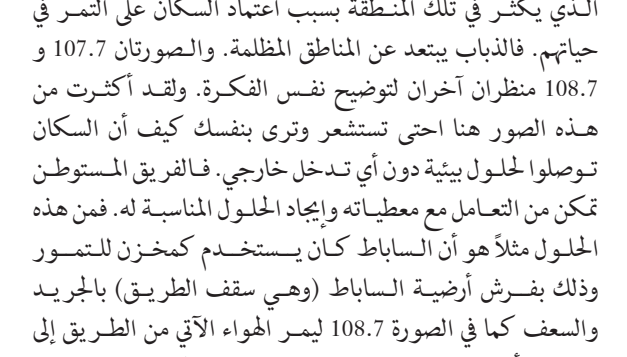 الذي يكثر في تلك المنطقة بسبب اعتماد السكان على التمر في
حياتهم. فالذباب يبتعد عن المناطق المظلمة. والصورتان 107.7 و
108.7 منظران آخران لتوضيح نفس الفكرة. ولقد أكثرت من
هذه الصور هنا احتى تستشعر وترى بنفسك كيف أن السكان
توصلوا لحلول بيئية دون أي تدخل خارجي. فالفريق المستوطن
تمكن من التعامل مع معطياته وإيجاد الحلول المناسبة له. فمن هذه
الحلول مثلاً هو أن الساباط كان يستخدم كمخزن للتمور
وذلك بفرش أرضية الساباط (وهي سقف الطريق) بالجريد
والسعف كما في الصورة 108.7 ليمر الهواء الآتي من الطريق إلى